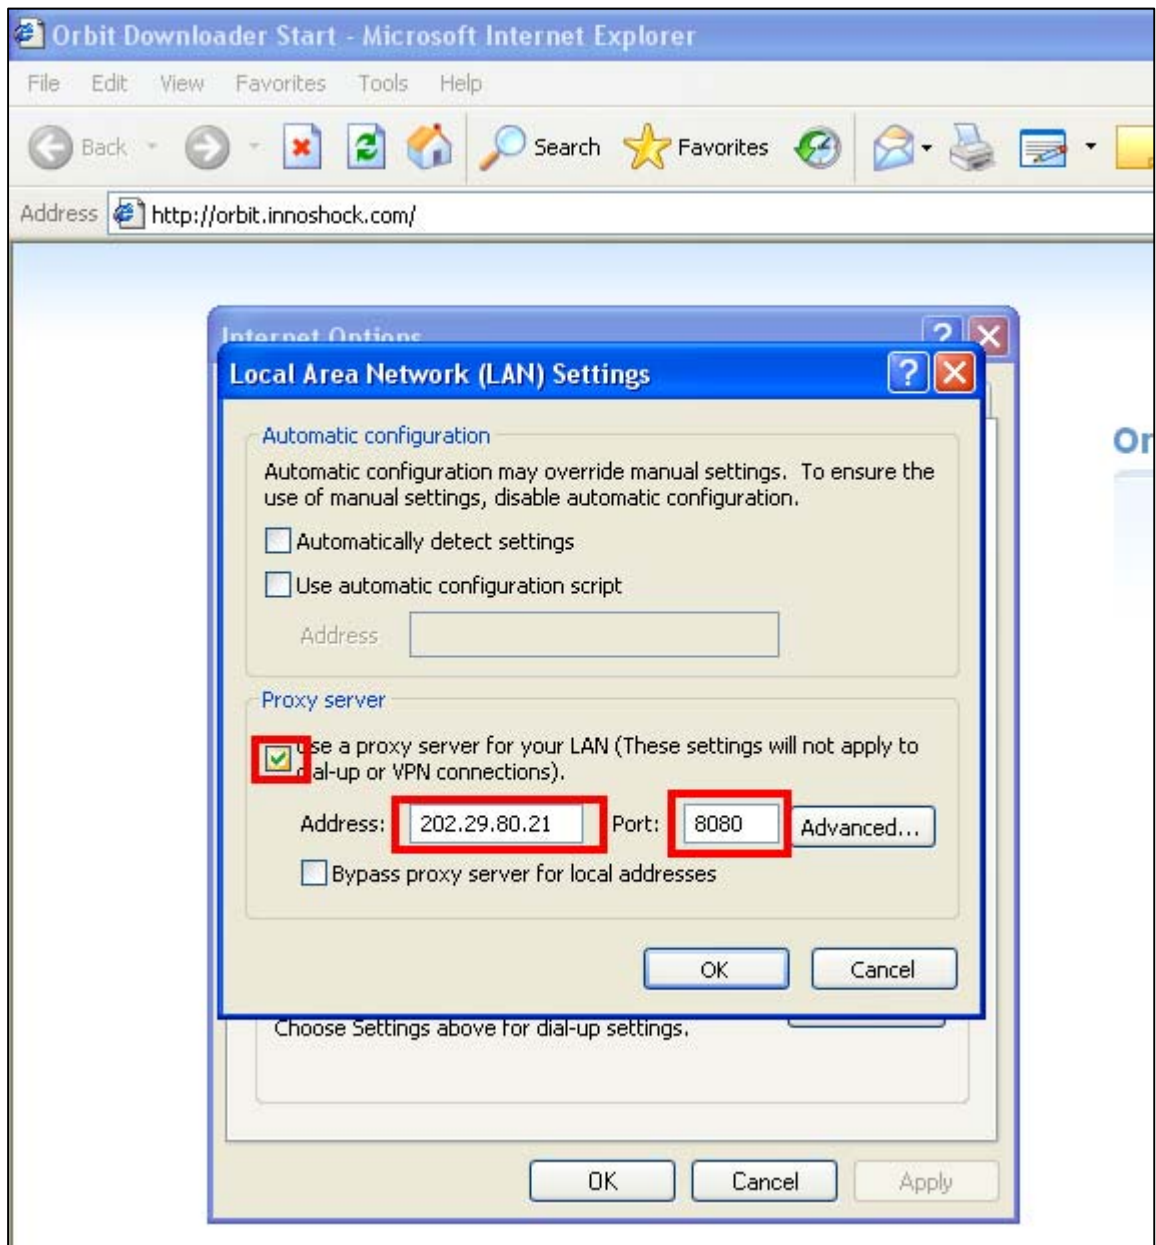 Orbit Downloader Start - Microsoft Internet Explorer
File Edit View Favorites Tools Help
Back Search Favorites
Address http://orbit.innoshock.com/
Internet Options
Local Area Network (LAN) Settings
Or
Automatic configuration
Automatic configuration may override manual settings. To ensure the
use of manual settings, disable automatic configuration.
Automatically detect settings
Use automatic configuration script
Address
Proxy server
use a proxy server for your LAN (These settings will not apply to
dial-up or VPN connections).
Address: 202.29.80.21 Port: 8080 Advanced...
Bypass proxy server for local addresses
OK Cancel
Choose Settings above for dial-up settings.
OK Cancel Apply